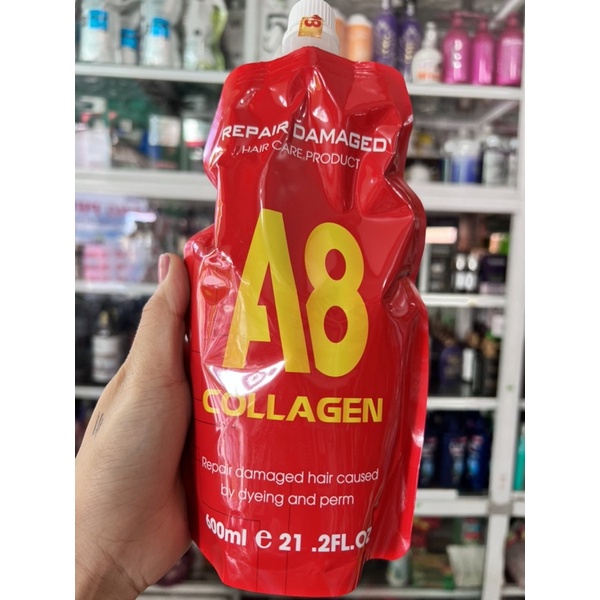 REPAIR DAMAGED
HAIR CARE PRODUCT
A8
COLLAGEN
Repair damaged hair caused
by dyeing and perm
600ml e 21 .2FL.OZ